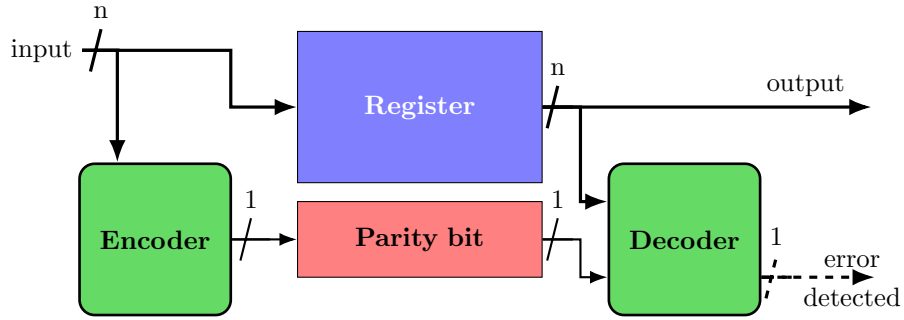 n
input
n
output
Register
1
1
Encoder
Parity bit
Decoder
1
error
detected